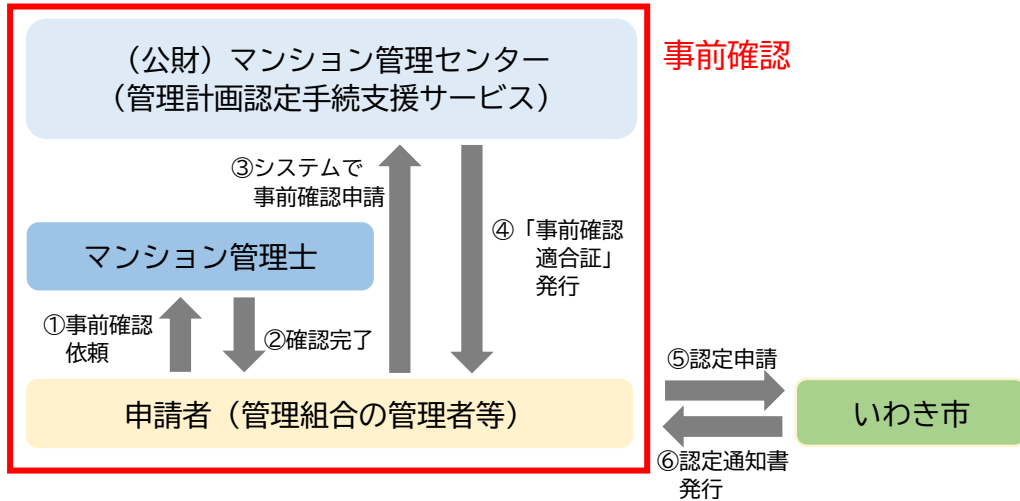 （公財）マンション管理センター
（管理計画認定手続支援サービス）
事前確認
③システムで
事前確認申請
④「事前確認
適合証」
発行
マンション管理士
①事前確認
依頼
②確認完了
⑤認定申請
申請者（管理組合の管理者等）
いわき市
⑥認定通知書
発行